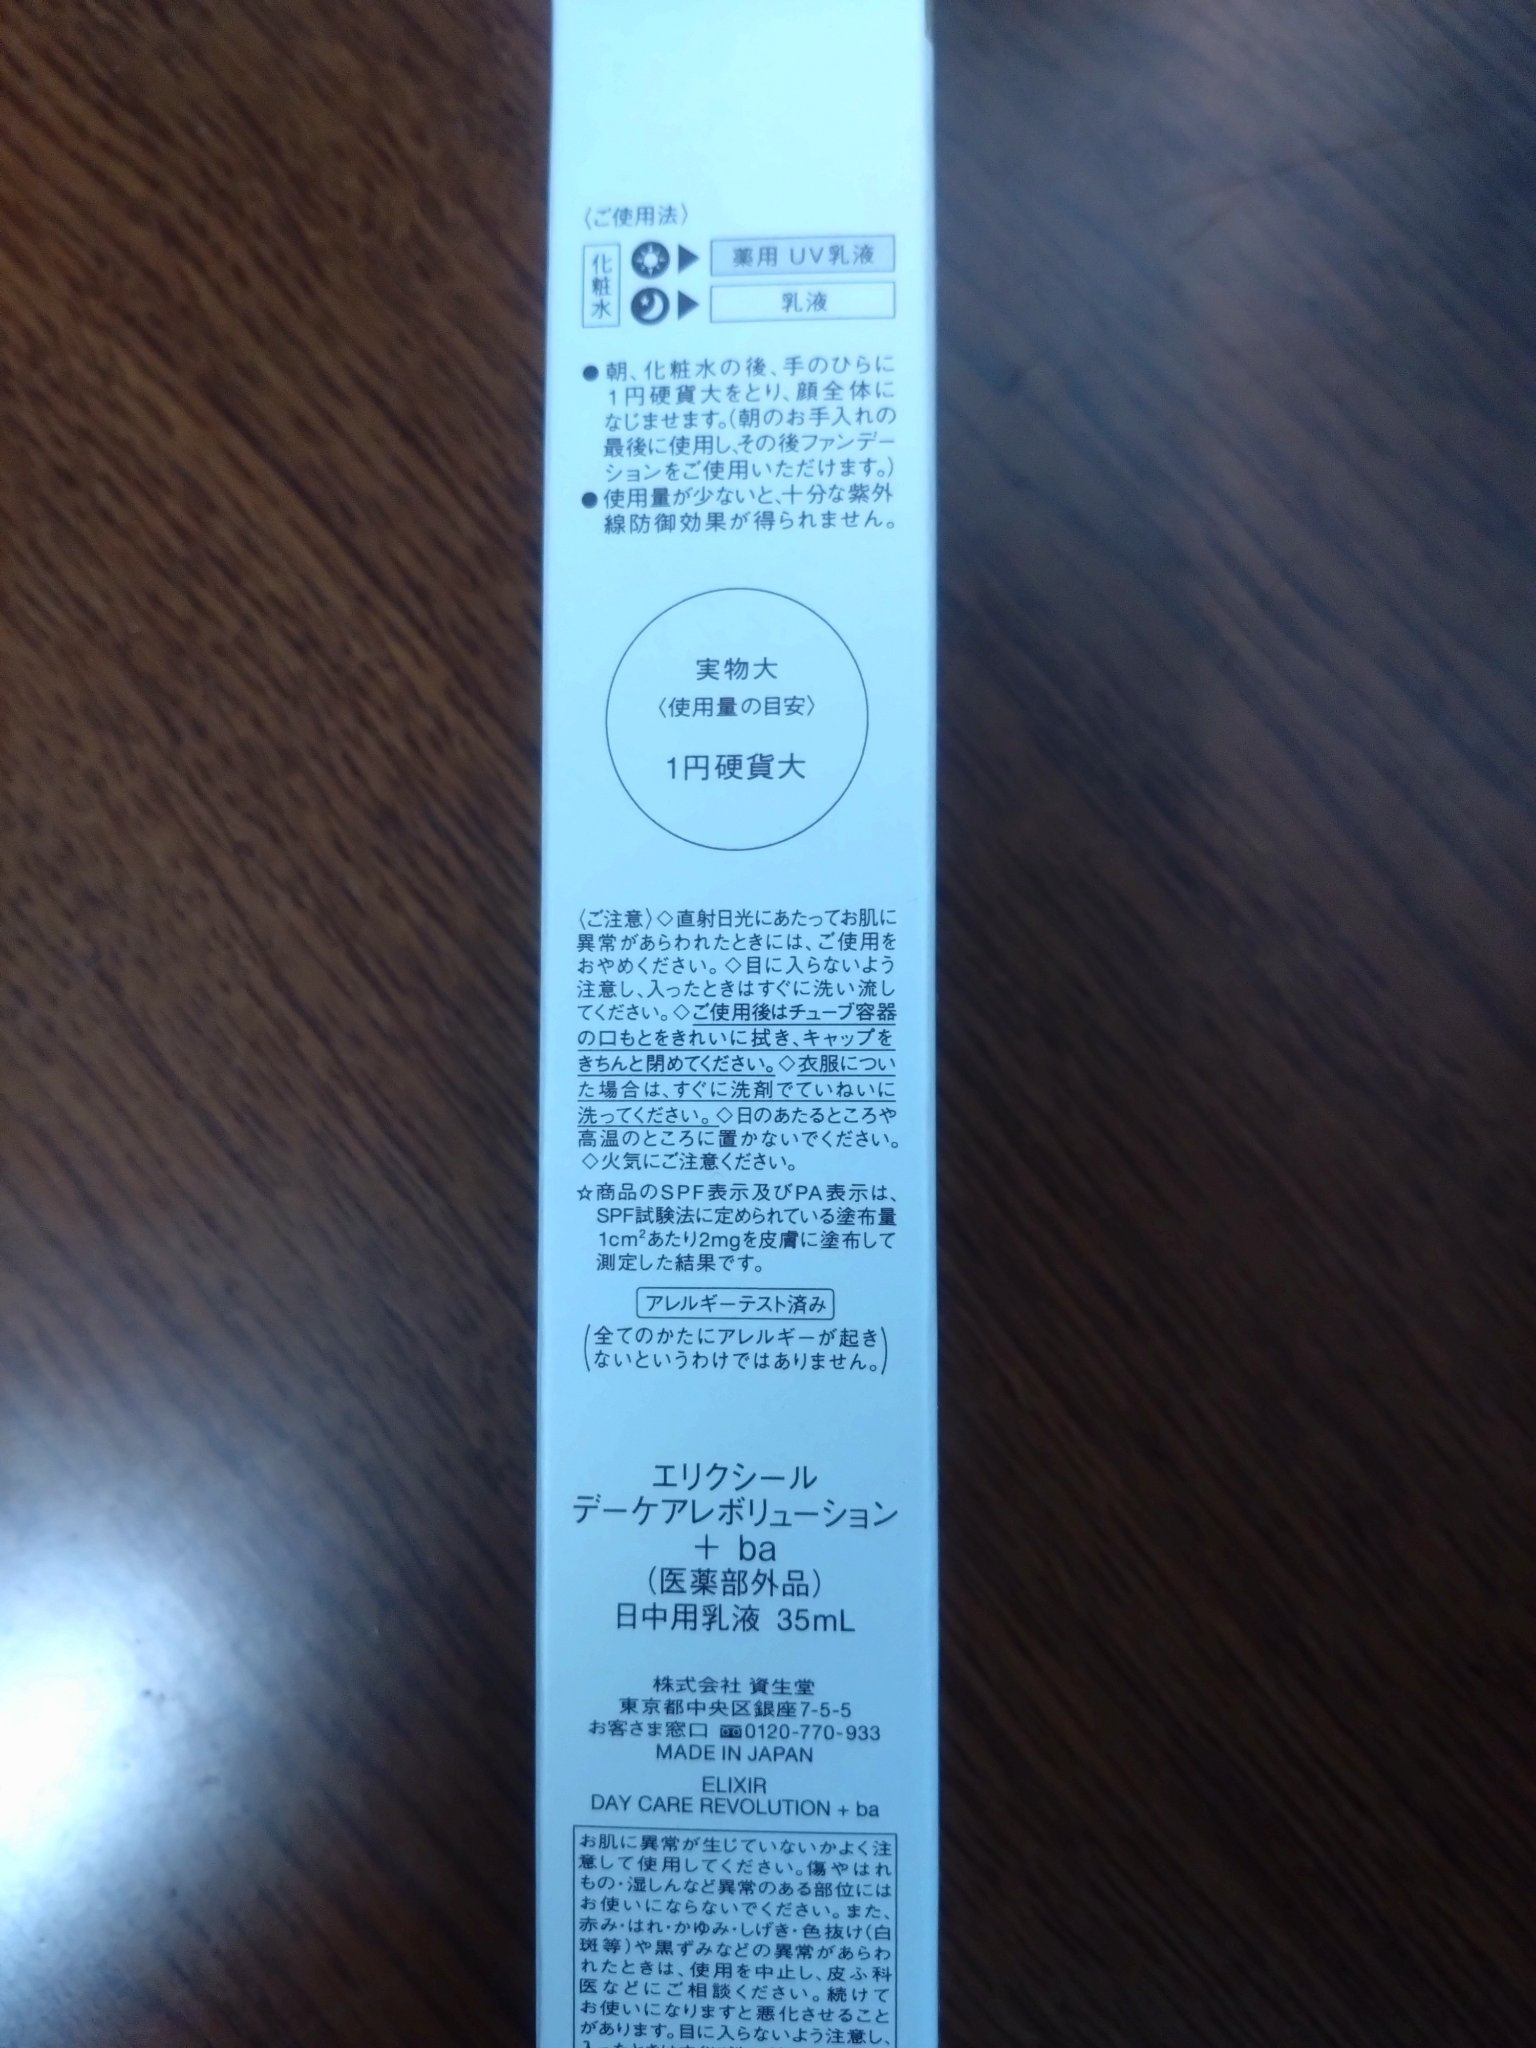 〈ご使用法〉
化粧水
薬用 UV乳液
乳液
●朝、化粧水の後、手のひらに
1円硬貨大をとり、顔全体に
なじませます。(朝のお手入れの
最後に使用し、その後ファンデー
ションをご使用いただけます。)
●使用量が少ないと、十分な紫外
線防御効果が得られません。
実物大
〈使用量の目安〉
1円硬貨大
〈ご注意〉◇直射日光にあたってお肌に
異常があらわれたときには、ご使用を
おやめください。◇目に入らないよう
注意し、入ったときはすぐに洗い流し
てください。◇ご使用後はチューブ容器
の口もとをきれいに拭き、キャップを
きちんと閉めてください。◇衣服につい
た場合は、すぐに洗剤でていねいに
洗ってください。◇日のあたるところや
高温のところに置かないでください。
◇火気にご注意ください。
☆商品のSPF表示及びPA表示は、
SPF試験法に定められている塗布量
1cm²あたり2mgを皮膚に塗布して
測定した結果です。
アレルギーテスト済み
(全てのかたにアレルギーが起き
ないというわけではありません。)
エリクシール
デーケアレボリューション
+ ba
(医薬部外品)
日中用乳液 35mL
株式会社 資生堂
東京都中央区銀座7-5-5
お客さま窓口 0120-770-933
MADE IN JAPAN
ELIXIR
DAY CARE REVOLUTION + ba
お肌に異常が生じていないかよく注
意して使用してください。傷やはれ
もの・湿しんなど異常のある部位には
お使いにならないでください。また、
赤み・はれ・かゆみ・しげき・色抜け(白
斑等)や黒ずみなどの異常があらわ
れたときは、使用を中止し、皮ふ科
医などにご相談ください。続けて
お使いになりますと悪化させること
があります。目に入らないよう注意し、